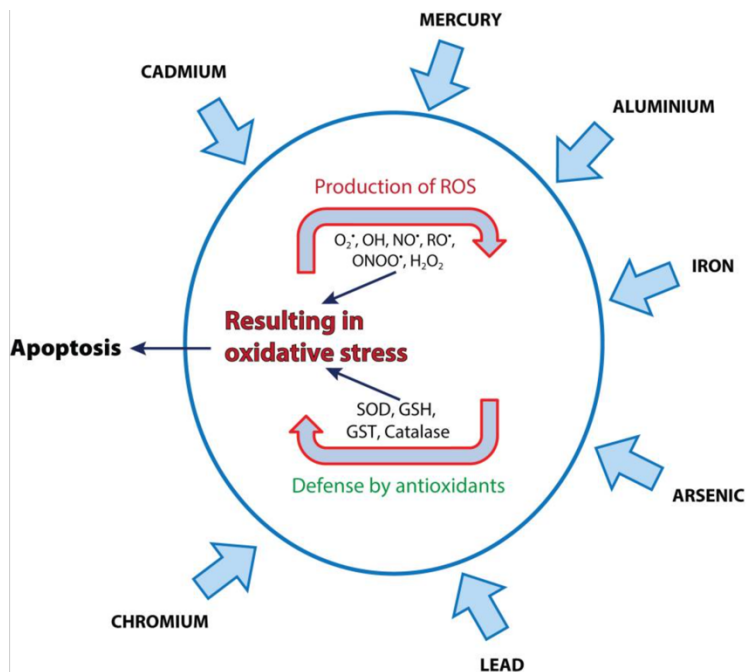 MERCURY
CADMIUM
ALUMINIUM
Production of ROS
O₂•, OH, NO•, RO•,
ONOO•, H₂O₂
IRON
Resulting in
oxidative stress
Apoptosis
SOD, GSH,
GST, Catalase
Defense by antioxidants
ARSENIC
CHROMIUM
LEAD